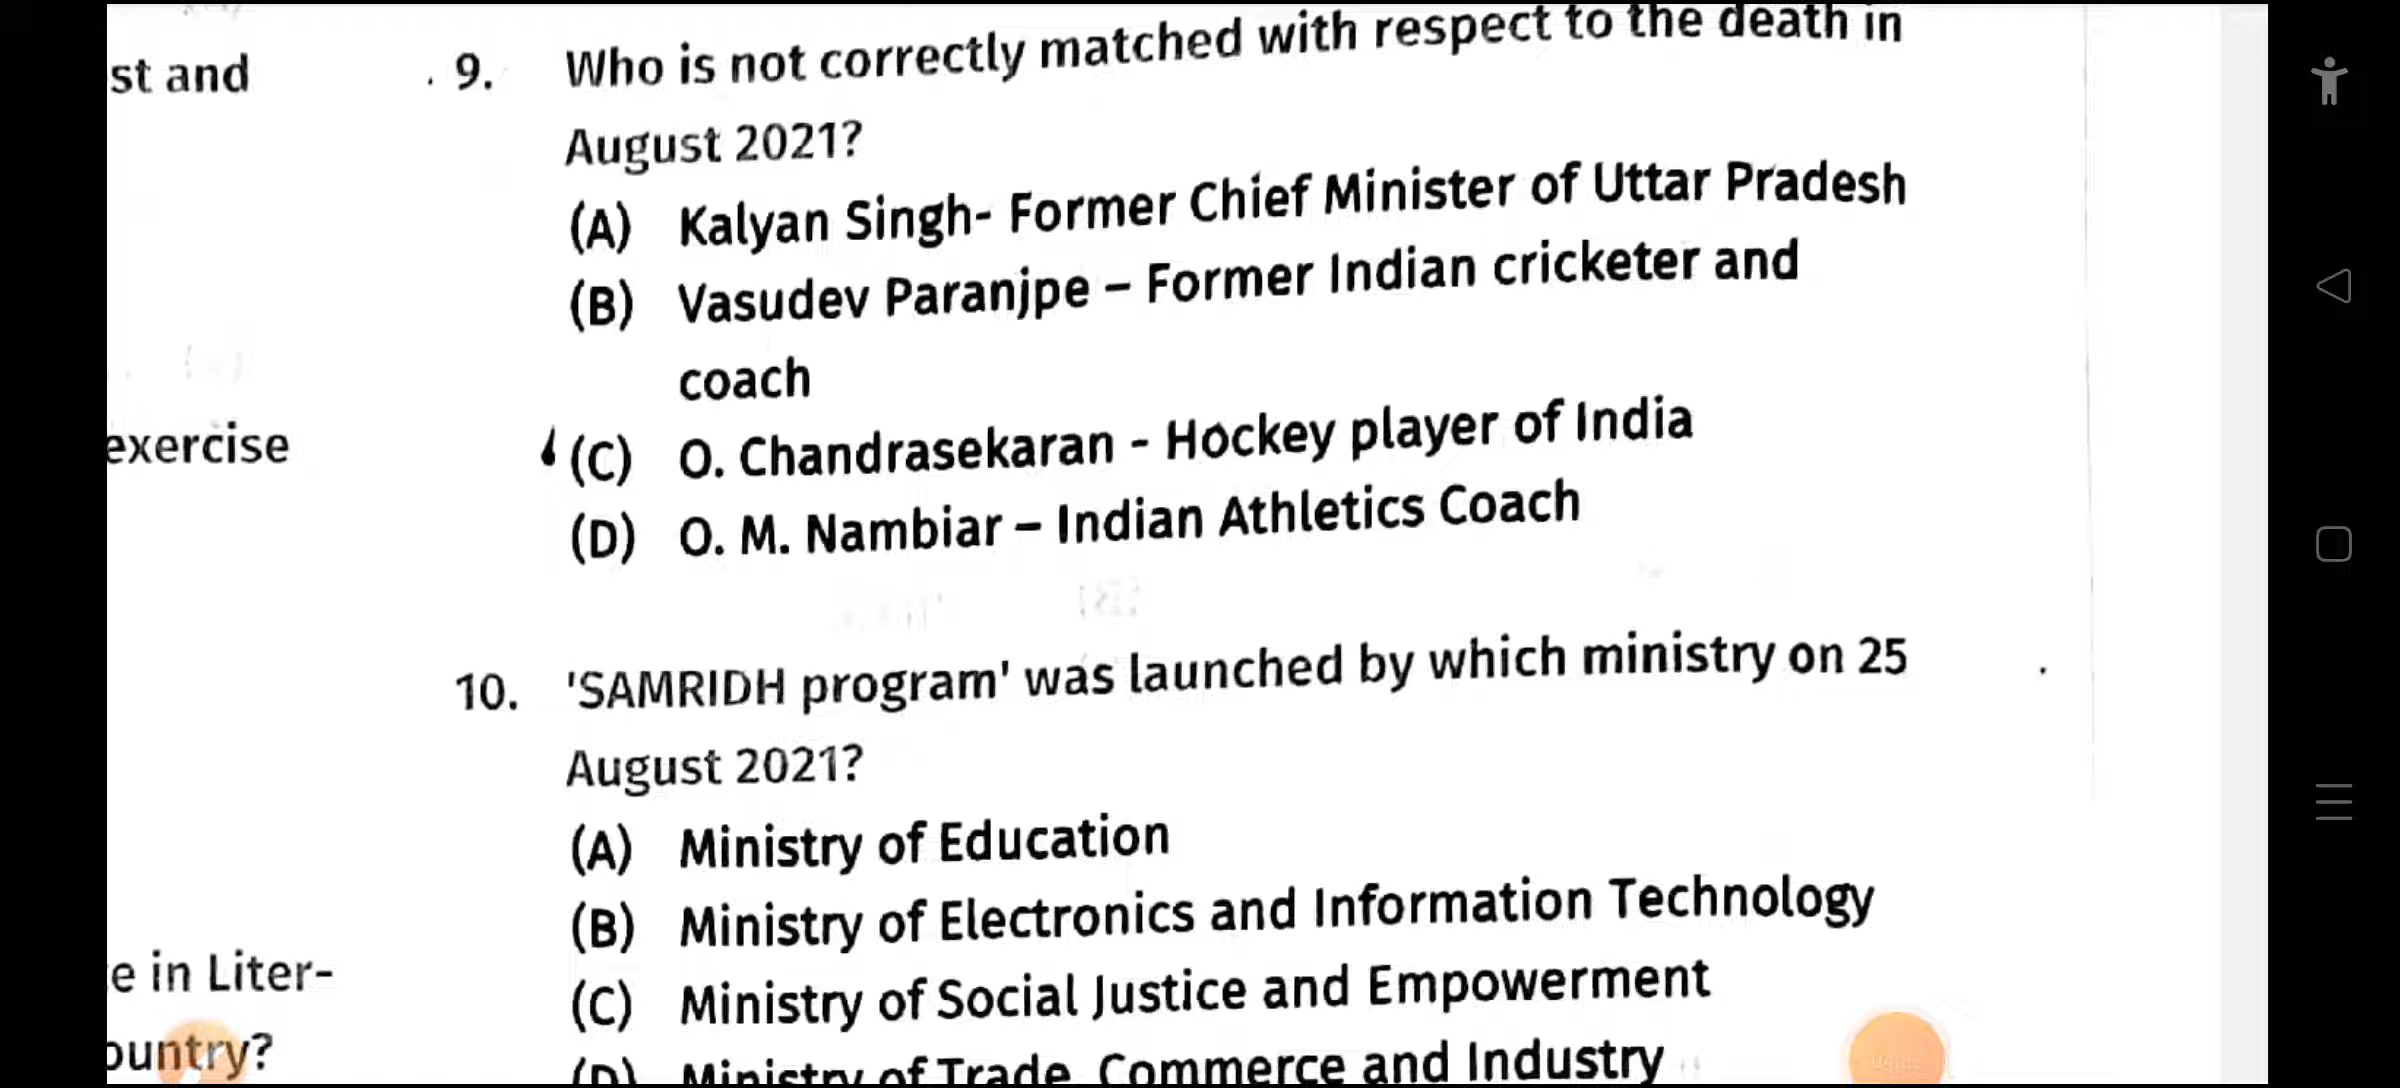 st and
exercise
e in Liter-
ountry?
9. Who is not correctly matched with respect to the death in
August 2021?
(A) Kalyan Singh- Former Chief Minister of Uttar Pradesh
(B) Vasudev Paranjpe – Former Indian cricketer and
coach
(C) O. Chandrasekaran - Hockey player of India
(D) O. M. Nambiar – Indian Athletics Coach
10. 'SAMRIDH program' was launched by which ministry on 25
August 2021?
(A) Ministry of Education
(B) Ministry of Electronics and Information Technology
(C) Ministry of Social Justice and Empowerment
(D) Ministry of Trade, Commerce and Industry